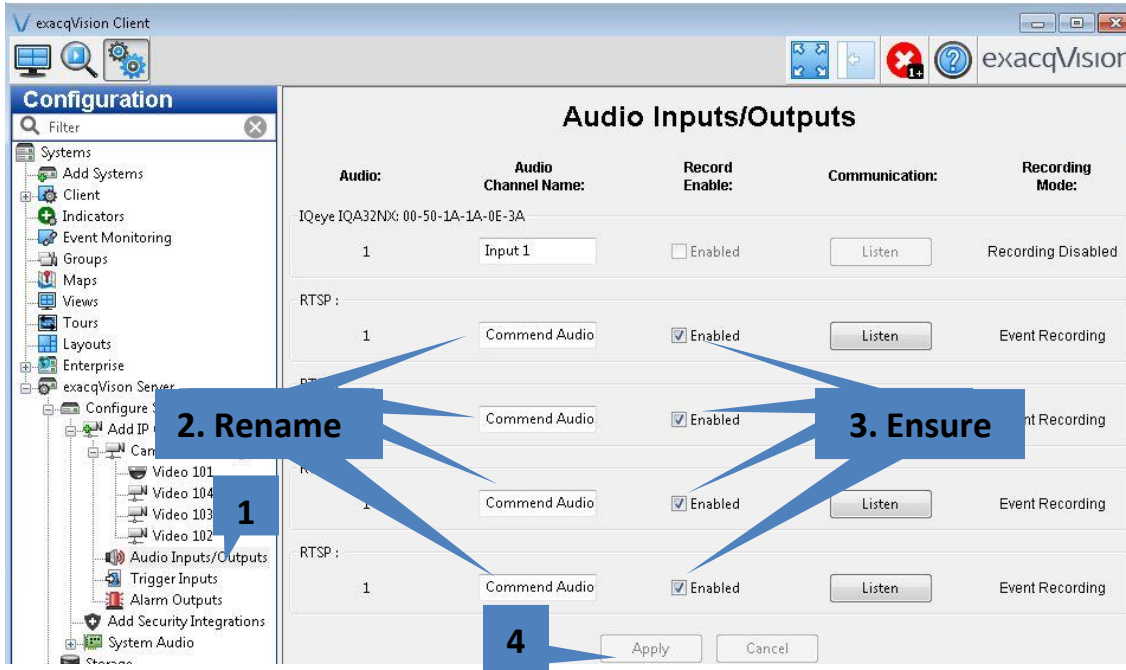 exacqVision Client
exacqVision
1+
Configuration
Filter
Systems
Add Systems
Client
Indicators
Event Monitoring
Groups
Maps
Views
Tours
Layouts
Enterprise
exacqVison Server
Configure
Add IP
Video 101
Video 104
Video 103
Video 102
Audio Inputs/Outputs
Trigger Inputs
Alarm Outputs
Add Security Integrations
System Audio
Storage
Audio Inputs/Outputs
Audio: Audio Channel Name: Record Enable: Communication: Recording Mode:
IQeye IQA32NX: 00-50-1A-1A-0E-3A
1 Input 1 Enabled Listen Recording Disabled
RTSP :
1 Commend Audio Enabled Listen Event Recording
Commend Audio Enabled
1 Commend Audio Enabled Listen Event Recording
RTSP :
1 Commend Audio Enabled Listen Event Recording
Apply Cancel
1
2. Rename
3. Ensure
4